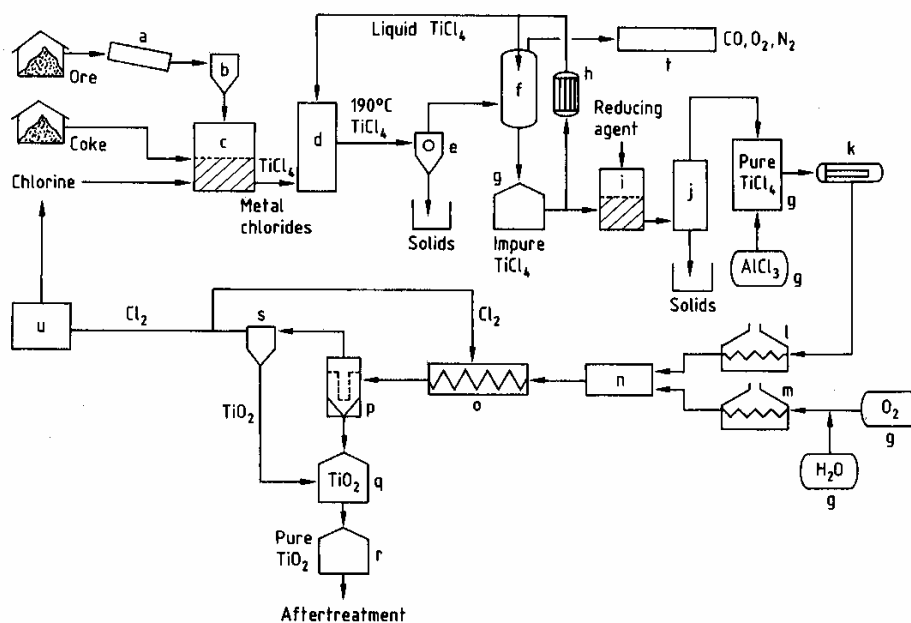 a
Ore
b
Coke
Chlorine
c
TiCl₄
Metal
chlorides
Liquid TiCl₄
d
190°C
TiCl₄
e
Solids
f
CO, O₂, N₂
t
h
g
Impure
TiCl₄
Reducing
agent
i
j
Solids
Pure
TiCl₄
g
AlCl₃
g
k
l
m
O₂
g
H₂O
g
n
o
Cl₂
p
s
Cl₂
u
TiO₂
TiO₂
q
Pure
TiO₂
r
Aftertreatment